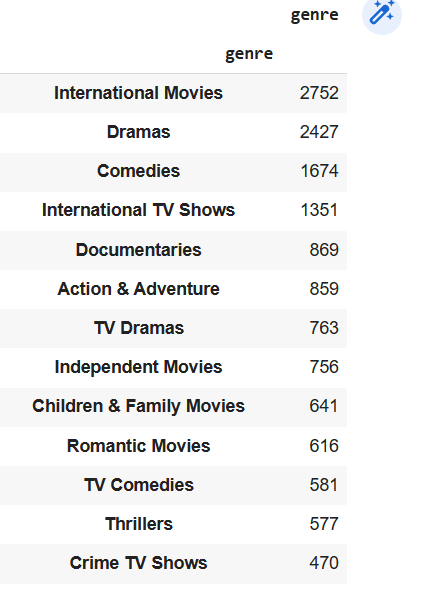 genre
genre
International Movies 2752
Dramas 2427
Comedies 1674
International TV Shows 1351
Documentaries 869
Action & Adventure 859
TV Dramas 763
Independent Movies 756
Children & Family Movies 641
Romantic Movies 616
TV Comedies 581
Thrillers 577
Crime TV Shows 470